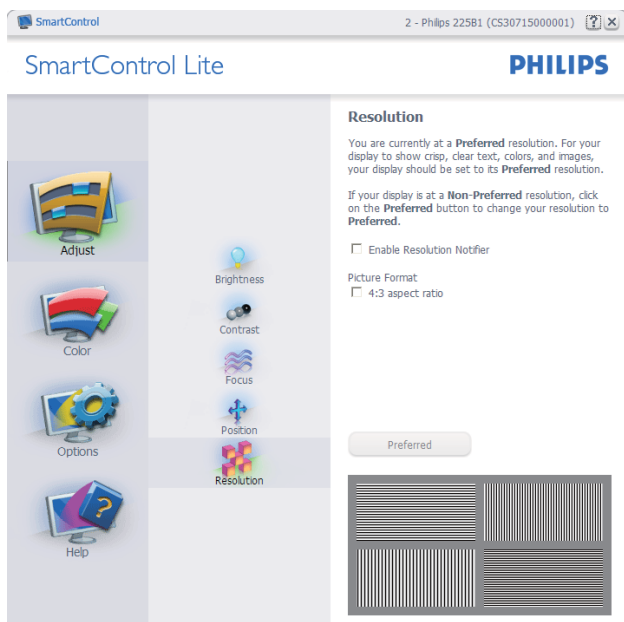 SmartControl
2 - Philips 225B1 (CS30715000001)
?
SmartControl Lite
PHILIPS
Adjust
Color
Options
?
Help
Brightness
Contrast
Focus
Position
Resolution
Resolution
You are currently at a Preferred resolution. For your
display to show crisp, clear text, colors, and images,
your display should be set to its Preferred resolution.
If your display is at a Non-Preferred resolution, click
on the Preferred button to change your resolution to
Preferred.
Enable Resolution Notifier
Picture Format
4:3 aspect ratio
Preferred